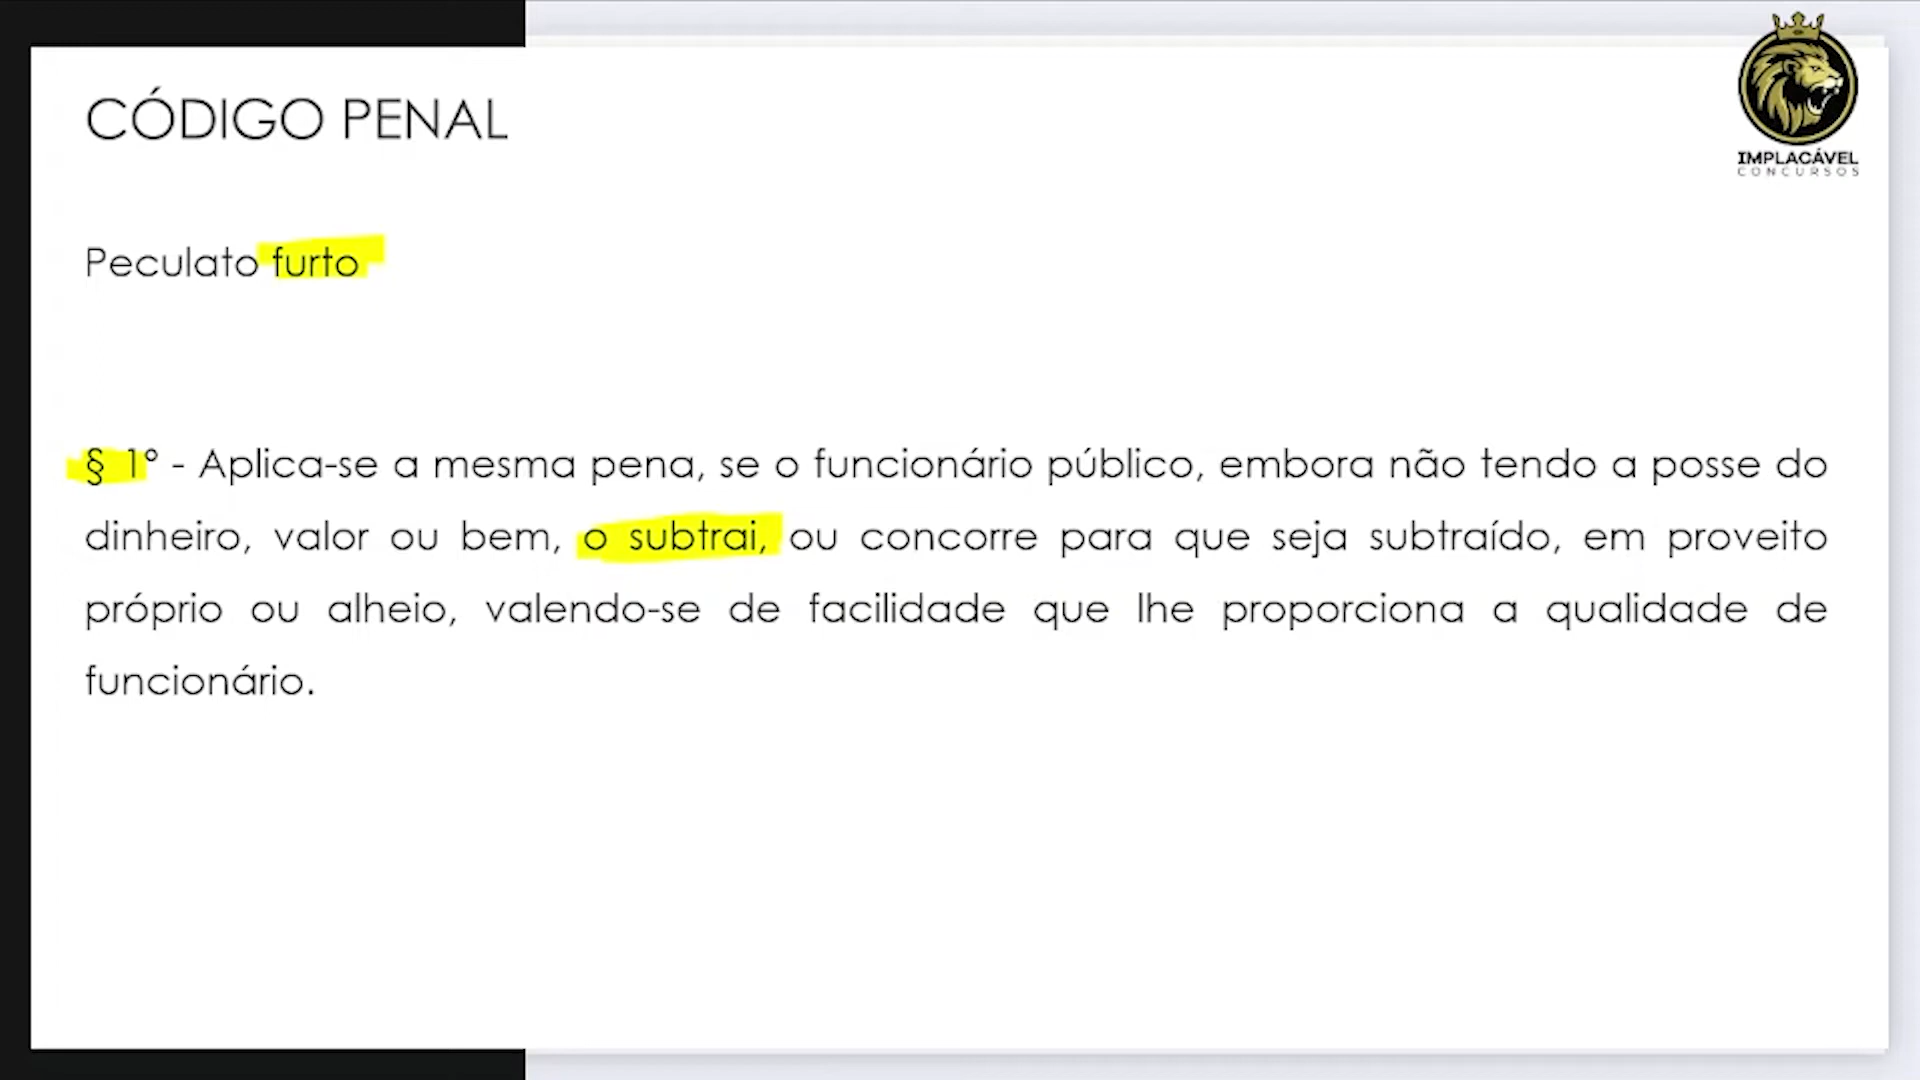 CÓDIGO PENAL
IMPLACÁVEL
CONCURSOS
Peculato furto
§ 1º - Aplica-se a mesma pena, se o funcionário público, embora não tendo a posse do
dinheiro, valor ou bem, o subtrai, ou concorre para que seja subtraído, em proveito
próprio ou alheio, valendo-se de facilidade que lhe proporciona a qualidade de
funcionário.